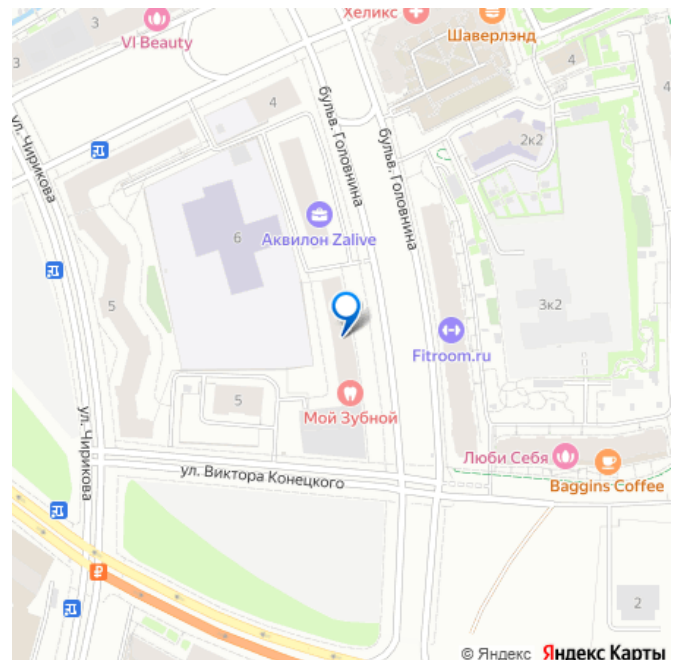 Хеликс
3
VI Beauty
Шаверлэнд
3
4
4
4
бульв. Головнина
бульв. Головнина
2к2
ул. Чирикова
6
Аквилон Zalive
5
3к2
Fitroom.ru
5
Мой Зубной
ул. Чирикова
Люби Себя
ул. Виктора Конецкого
Baggins Coffee
₽
2
© Яндекс Яндекс Карты